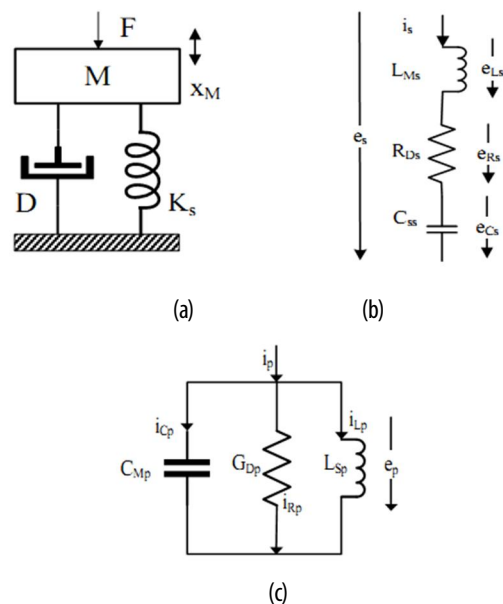 F
M
x_M
D
K_s
(a)
i_s
L_Ms
e_Ls
e_s
R_Ds
e_Rs
C_ss
e_Cs
(b)
i_p
i_Cp
i_Lp
C_Mp
G_Dp
L_Sp
e_p
i_Rp
(c)